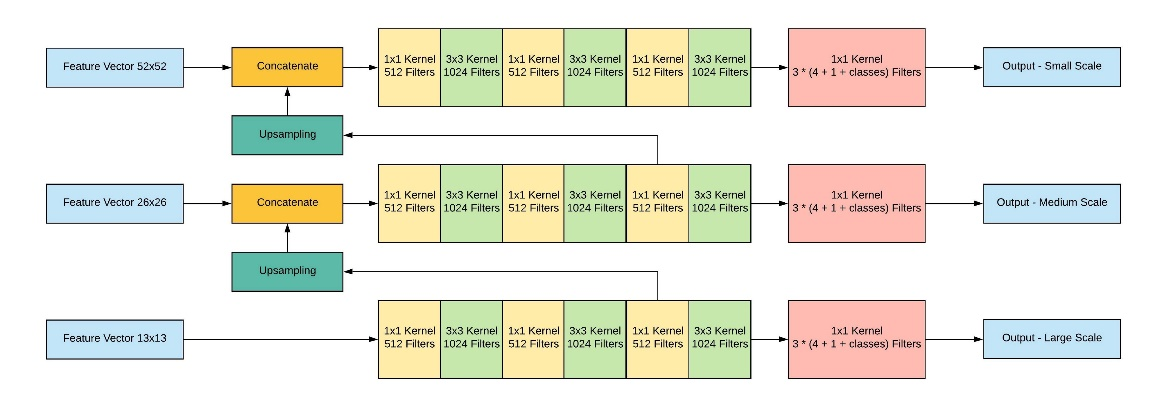 Feature Vector 52x52
Concatenate
1x1 Kernel
512 Filters
3x3 Kernel
1024 Filters
1x1 Kernel
512 Filters
3x3 Kernel
1024 Filters
1x1 Kernel
512 Filters
3x3 Kernel
1024 Filters
1x1 Kernel
3 * (4 + 1 + classes) Filters
Output - Small Scale
Upsampling
Feature Vector 26x26
Concatenate
1x1 Kernel
512 Filters
3x3 Kernel
1024 Filters
1x1 Kernel
512 Filters
3x3 Kernel
1024 Filters
1x1 Kernel
512 Filters
3x3 Kernel
1024 Filters
1x1 Kernel
3 * (4 + 1 + classes) Filters
Output - Medium Scale
Upsampling
Feature Vector 13x13
1x1 Kernel
512 Filters
3x3 Kernel
1024 Filters
1x1 Kernel
512 Filters
3x3 Kernel
1024 Filters
1x1 Kernel
512 Filters
3x3 Kernel
1024 Filters
1x1 Kernel
3 * (4 + 1 + classes) Filters
Output - Large Scale